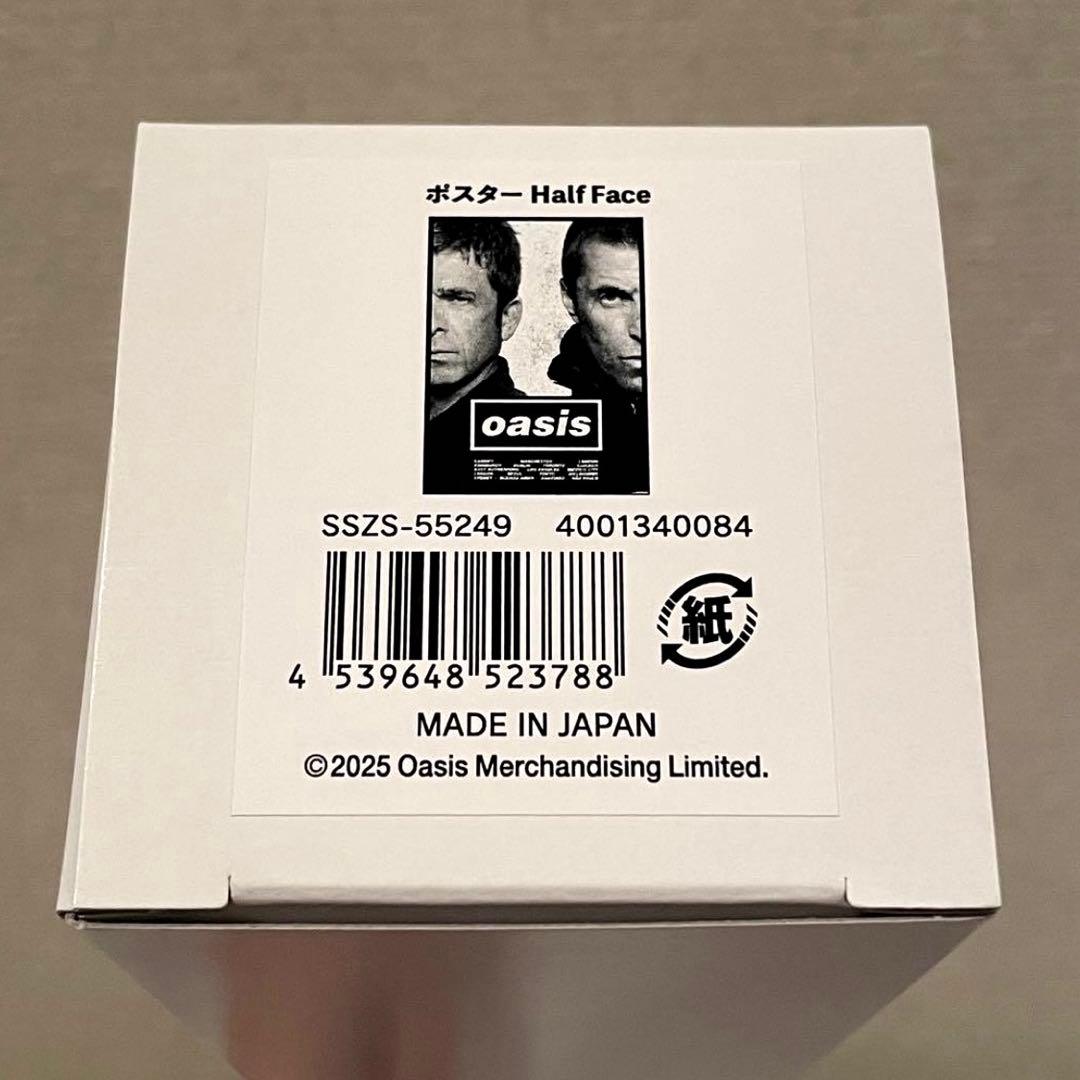 ポスター Half Face
oasis
SSZS-55249 4001340084
紙
4 539648 523788
MADE IN JAPAN
©2025 Oasis Merchandising Limited.